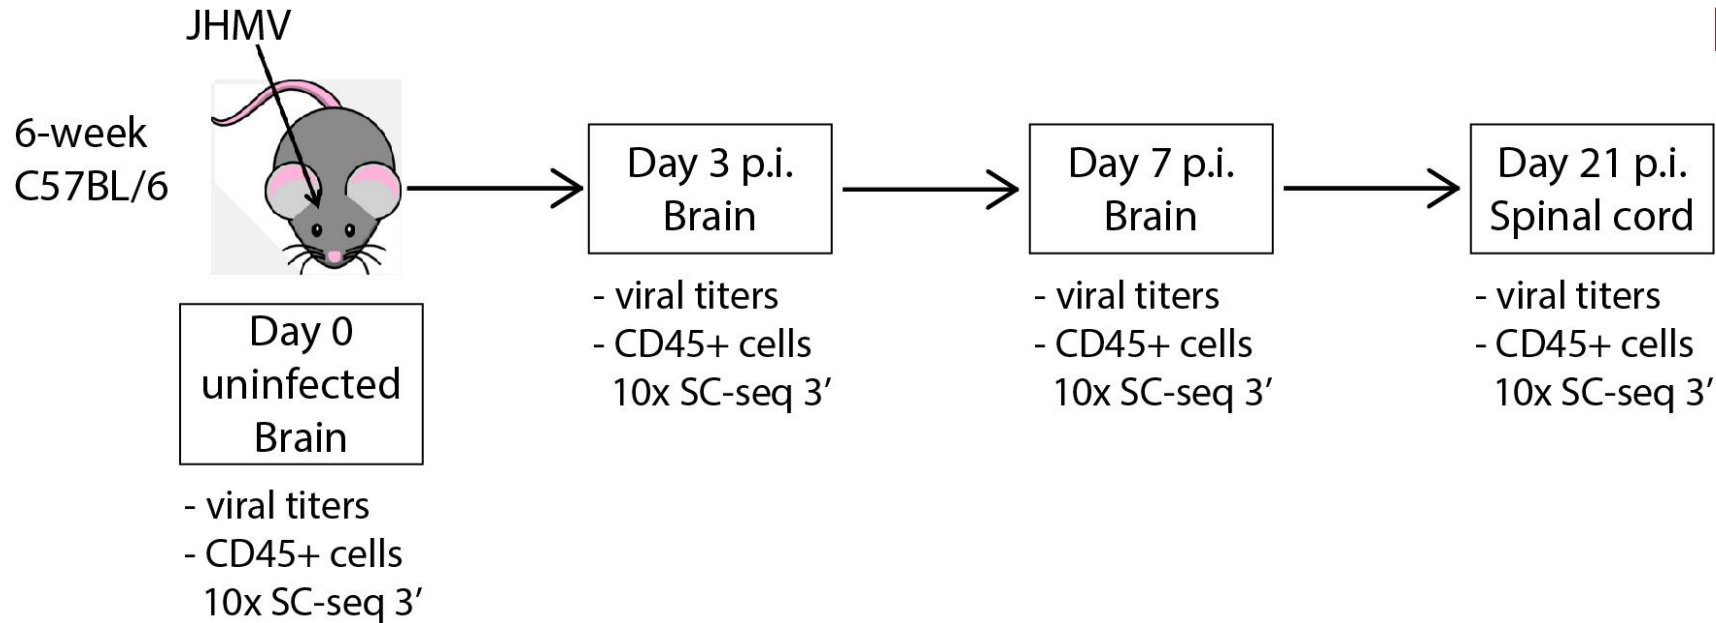 JHMV
6-week
C57BL/6
Day 0
uninfected
Brain
- viral titers
- CD45+ cells
10x SC-seq 3’
Day 3 p.i.
Brain
- viral titers
- CD45+ cells
10x SC-seq 3’
Day 7 p.i.
Brain
- viral titers
- CD45+ cells
10x SC-seq 3’
Day 21 p.i.
Spinal cord
- viral titers
- CD45+ cells
10x SC-seq 3’